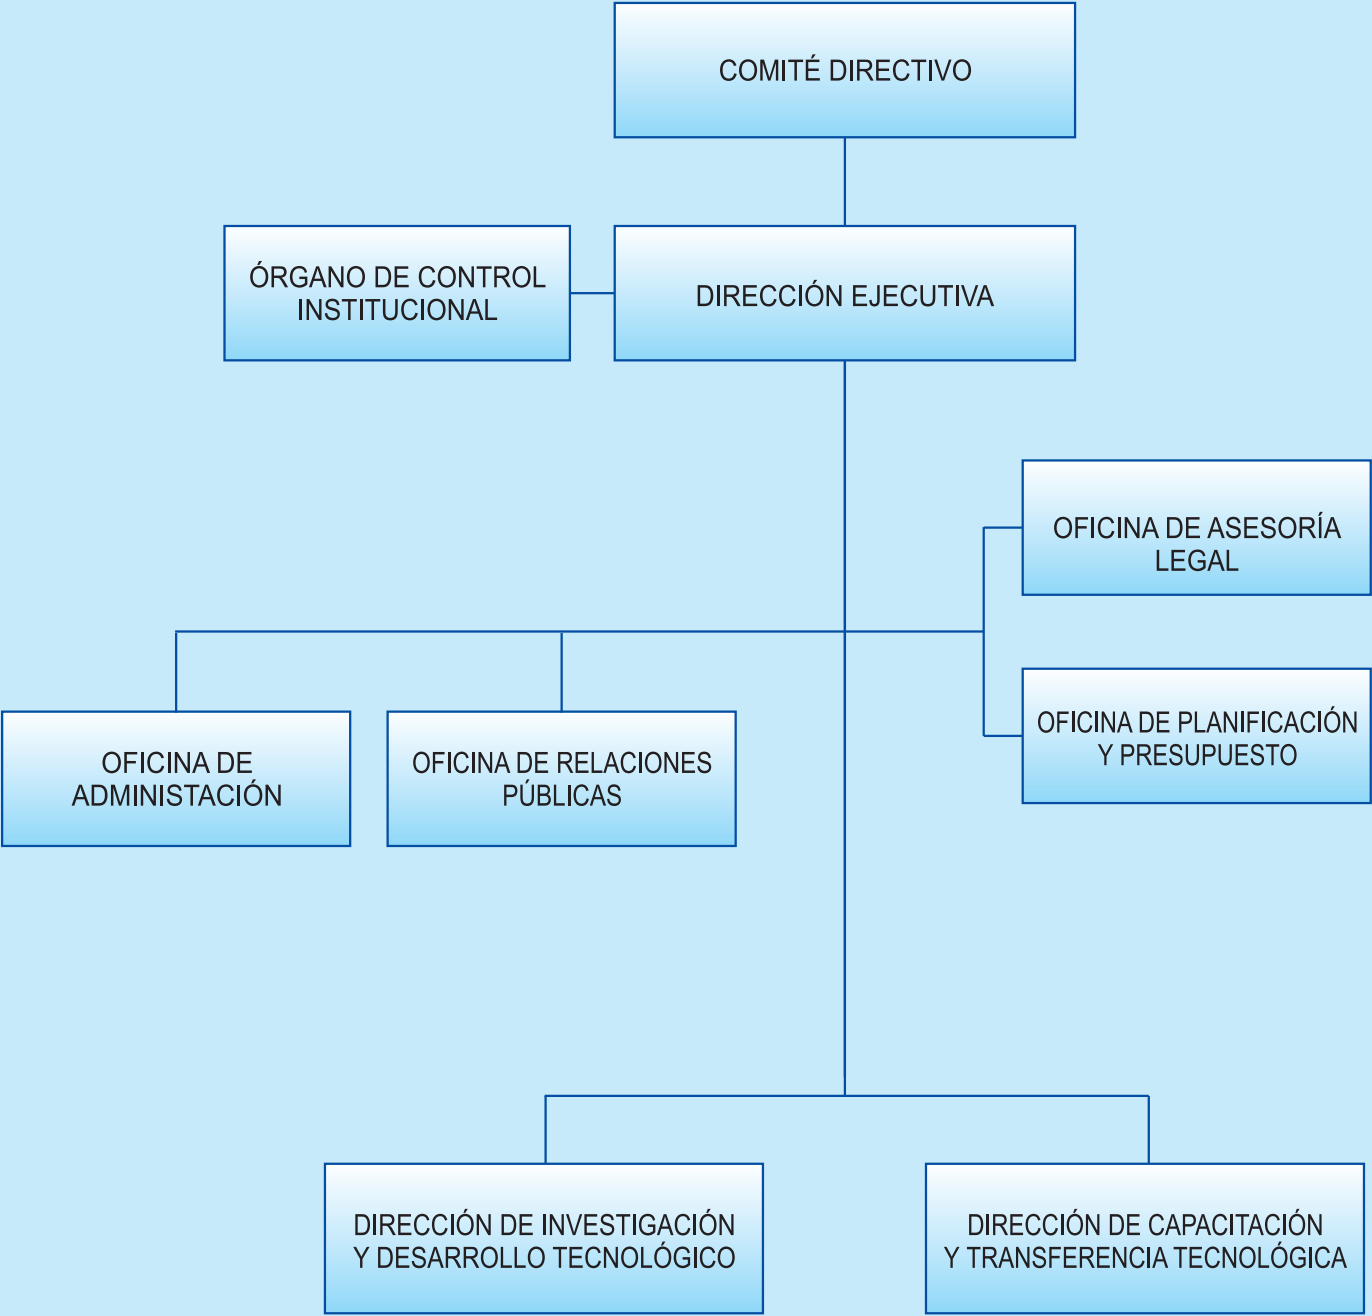 COMITÉ DIRECTIVO
ÓRGANO DE CONTROL
INSTITUCIONAL
DIRECCIÓN EJECUTIVA
OFICINA DE ASESORÍA
LEGAL
OFICINA DE PLANIFICACIÓN
Y PRESUPUESTO
OFICINA DE
ADMINISTACIÓN
OFICINA DE RELACIONES
PÚBLICAS
DIRECCIÓN DE INVESTIGACIÓN
Y DESARROLLO TECNOLÓGICO
DIRECCIÓN DE CAPACITACIÓN
Y TRANSFERENCIA TECNOLÓGICA